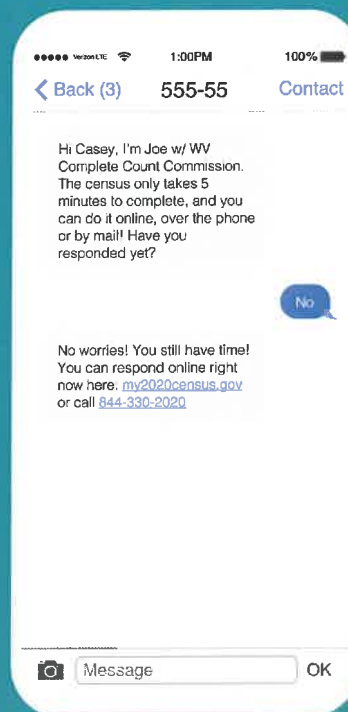 Verizon LTE 1:00PM 100%
Back (3) 555-55 Contact
Hi Casey, I'm Joe w/ WV
Complete Count Commission.
The census only takes 5
minutes to complete, and you
can do it online, over the phone
or by mail! Have you
responded yet?
No
No worries! You still have time!
You can respond online right
now here: my2020census.gov
or call 844-330-2020
Message OK